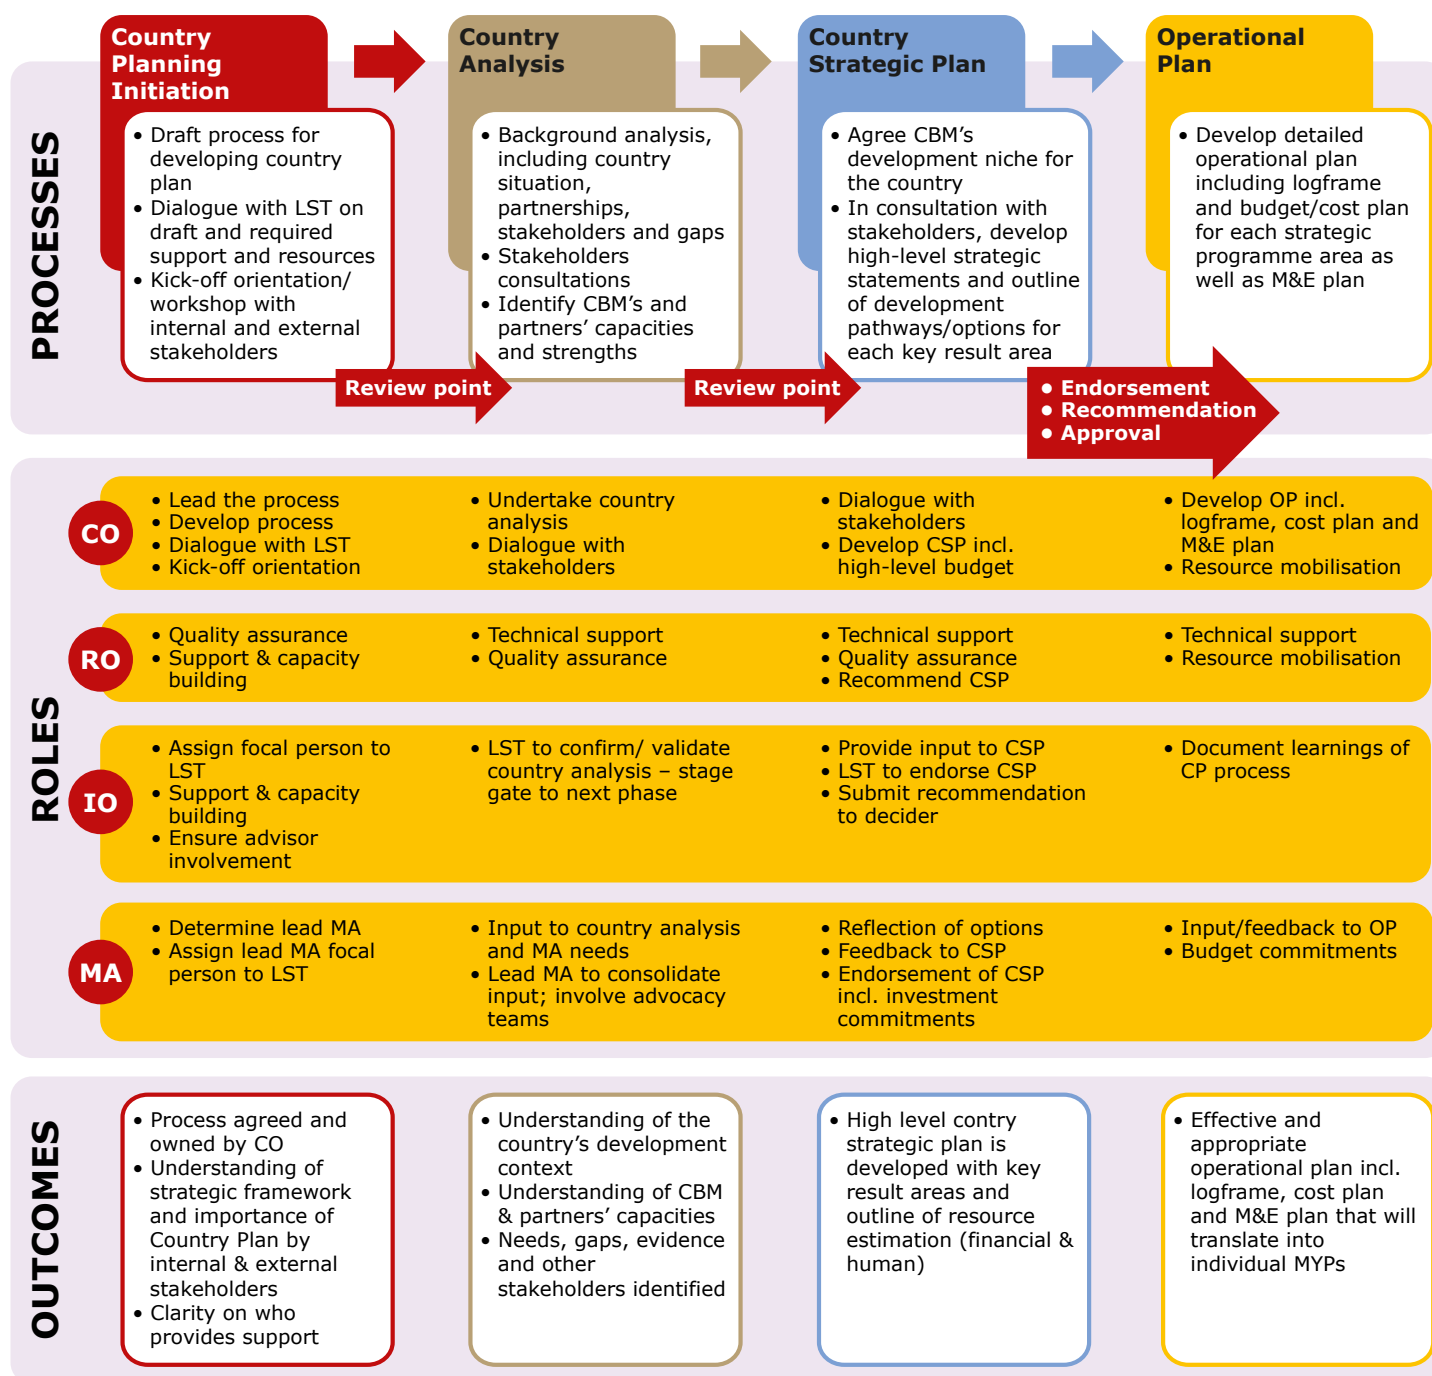 Country
Planning
Initiation
Country
Analysis
Country
Strategic Plan
Operational
Plan
PROCESSES
• Draft process for
developing country
plan
• Dialogue with LST on
draft and required
support and resources
• Kick-off orientation/
workshop with
internal and external
stakeholders
• Background analysis,
including country
situation,
partnerships,
stakeholders and gaps
• Stakeholders
consultations
• Identify CBM's and
partners' capacities
and strengths
• Agree CBM's
development niche for
the country
• In consultation with
stakeholders, develop
high-level strategic
statements and outline
of development
pathways/options for
each key result area
• Develop detailed
operational plan
including logframe
and budget/cost plan
for each strategic
programme area as
well as M&E plan
Review point
Review point
• Endorsement
• Recommendation
• Approval
ROLES
CO
• Lead the process
• Develop process
• Dialogue with LST
• Kick-off orientation
• Undertake country
analysis
• Dialogue with
stakeholders
• Dialogue with
stakeholders
• Develop CSP incl.
high-level budget
• Develop OP incl.
logframe, cost plan and
M&E plan
• Resource mobilisation
RO
• Quality assurance
• Support & capacity
building
• Technical support
• Quality assurance
• Technical support
• Quality assurance
• Recommend CSP
• Technical support
• Resource mobilisation
IO
• Assign focal person to
LST
• Support & capacity
building
• Ensure advisor
involvement
• LST to confirm/ validate
country analysis – stage
gate to next phase
• Provide input to CSP
• LST to endorse CSP
• Submit recommendation
to decider
• Document learnings of
CP process
MA
• Determine lead MA
• Assign lead MA focal
person to LST
• Input to country analysis
and MA needs
• Lead MA to consolidate
input; involve advocacy
teams
• Reflection of options
• Feedback to CSP
• Endorsement of CSP
incl. investment
commitments
• Input/feedback to OP
• Budget commitments
OUTCOMES
• Process agreed and
owned by CO
• Understanding of
strategic framework
and importance of
Country Plan by
internal & external
stakeholders
• Clarity on who
provides support
• Understanding of the
country's development
context
• Understanding of CBM
& partners' capacities
• Needs, gaps, evidence
and other
stakeholders identified
• High level contry
strategic plan is
developed with key
result areas and
outline of resource
estimation (financial &
human)
• Effective and
appropriate
operational plan incl.
logframe, cost plan
and M&E plan that will
translate into
individual MYPs